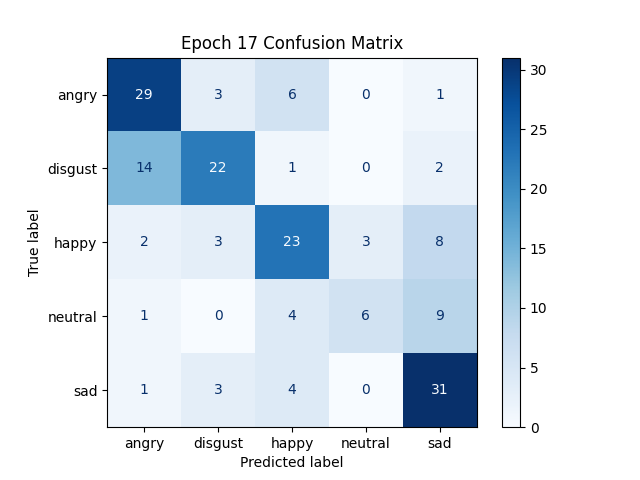 Epoch 17 Confusion Matrix
True label
angry 29 3 6 0 1
disgust 14 22 1 0 2
happy 2 3 23 3 8
neutral 1 0 4 6 9
sad 1 3 4 0 31
angry disgust happy neutral sad
Predicted label
30
25
20
15
10
5
0